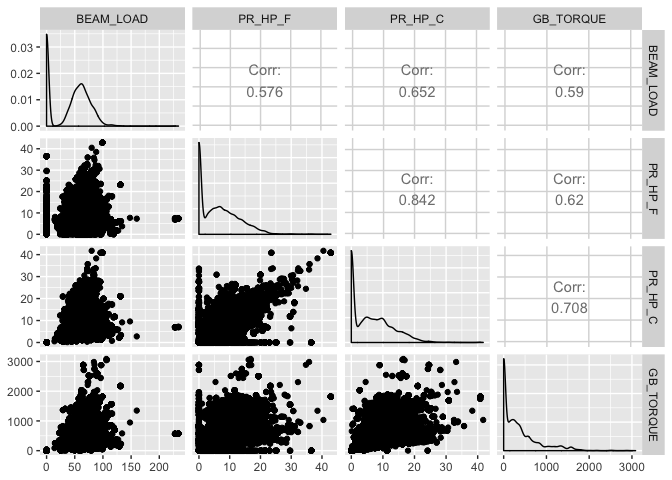 BEAM_LOAD PR_HP_F PR_HP_C GB_TORQUE
0.03
0.02
0.01
0.00
Corr:
0.576
Corr:
0.652
Corr:
0.59
BEAM_LOAD
40
30
20
10
0
Corr:
0.842
Corr:
0.62
PR_HP_F
40
30
20
10
0
Corr:
0.708
PR_HP_C
3000
2000
1000
0
GB_TORQUE
0 50 100 150 200 0 10 20 30 40 0 10 20 30 40 0 1000 2000 3000